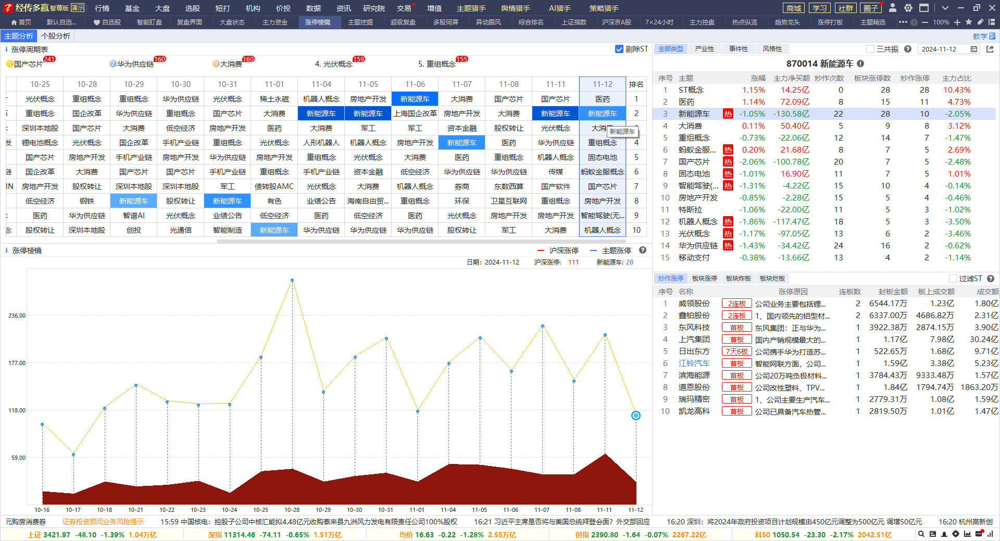 经传多赢 智尊版 演示 行情 基金 大盘 选股 短打 机构 价投 数据 资讯 研究院 交易 增值 主题猎手 舆情猎手 AI猎手 策略猎手 商城 学习 社群 圈子
首页 默认自选... 自选股 智能盯盘 复盘界面 大盘状态 主力资金 涨停棱镜 主题挖掘 超级复盘 多股同屏 异动跟风 综合排名 上证指数 沪深京A股 7×24小时 主力控盘 热点纵览 趋势龙头 涨停打板 主题精选 ••• 100%
主题分析 个股分析 教学
涨停周期表 剔除ST
1 国产芯片 241 2 华为供应链 160 3 大消费 160 4. 光伏概念 159 5. 重组概念 155
10-25 10-28 10-29 10-30 10-31 11-01 11-04 11-05 11-06 11-07 11-08 11-11 11-12 排名
光伏概念 重组概念 重组概念 华为供应链 光伏概念 稀土永磁 机器人概念 房地产开发 新能源车 大消费 国产芯片 国产芯片 医药 1
重组概念 国企改革 华为供应链 重组概念 国产芯片 大消费 新能源车 新能源车 上海国企改革 房地产开发 大消费 新能源车 新能源车 2
深圳本地股 国产芯片 大消费 低空经济 房地产开发 医药 大消费 军工 军工 资本金融 股权转让 光伏概念 大消
新能源车
锂电池概念 光伏概念 国企改革 手机产业链 重组概念 光伏概念 人形机器人 机器人概念 房地产开发 新能源车 医药 华为供应链 重组概念 4
国产芯片 房地产开发 手机产业链 房地产开发 华为供应链 房地产开发 重组概念 光伏概念 大消费 医药 重组概念 机器人概念 固态电池 5
链 国企改革 大消费 国产芯片 国产芯片 手机产业链 重组概念 手机产业链 资本金融 低空经济 华为供应链 华为供应链 传媒 蚂蚁金服概念 6
IN 房地产开发 股权转让 深圳本地股 深圳本地股 军工 债转股AMC 光伏概念 大消费 机器人概念 券商 东数西算 国产软件 国产芯片 7
低空经济 钢铁 新能源车 股权转让 新能源车 有色 业绩公告 海南自由贸... 重组概念 环保 卫星互联网 重组概念 房地产开发 8
医药 华为供应链 智谱AI 光伏概念 业绩公告 低空经济 医药 低空经济 医药 光伏概念 房地产开发 房地产开发 智能驾驶(无... 9
念 股权转让 深圳本地股 创投 光通信 智能制造 新能源车 华为供应链 华为供应链 华为供应链 股权转让 军工 大消费 机器人概念 10
涨停棱镜 沪深涨停 主题涨停
日期: 2024-11-12 沪深涨停: 111 新能源车: 28
236.00
177.00
118.00
59.00
10-16 10-17 10-18 10-21 10-22 10-23 10-24 10-25 10-28 10-29 10-30 10-31 11-01 11-04 11-05 11-06 11-07 11-08 11-11 11-12
全部类型 产业性 事件性 风格性 三共振 2024-11-12
870014 新能源车
序号 主题 涨幅 主力净买额 炒作次数 板块涨停数 炒作涨停 主力占比
1 ST概念 1.15% 14.25亿 0 28 28 10.43%
2 医药 1.14% 72.09亿 8 15 11 4.73%
3 新能源车 热 -1.05% -130.58亿 22 28 10 -2.05%
4 大消费 0.11% 50.40亿 5 9 8 3.12%
5 重组概念 -0.73% -22.06亿 12 14 7 -1.47%
6 蚂蚁金服... 热 0.20% 21.68亿 8 7 5 2.69%
7 国产芯片 热 -2.06% -100.78亿 20 7 5 -2.48%
8 固态电池 热 -1.01% 16.90亿 11 7 5 1.01%
9 智能驾驶(... 热 -1.31% -4.22亿 15 10 4 -0.14%
10 房地产开发 -0.85% -2.28亿 15 5 4 -0.46%
11 特斯拉 -1.06% -22.00亿 11 5 3 -1.02%
12 机器人概念 热 -1.86% -117.47亿 18 5 3 -3.50%
13 光伏概念 热 -1.17% -97.05亿 13 6 2 -3.46%
14 华为供应链 热 -1.43% -34.42亿 24 16 2 -0.62%
15 移动支付 -0.38% -13.66亿 13 4 2 -1.14%
炒作涨停 板块涨停 板块炸板 板块烂板 过滤ST
序号 名称 涨停原因 连板数 封板金额 板上成交额 成交额
1 威领股份 2连板 公司业务主要包括锂... 2 6544.17万 1.23亿 1.80亿
2 鑫铂股份 2连板 1、国内领先的铝型材... 2 6337.00万 4686.82万 2.31亿
3 东风科技 首板 东风集团：正与华为... 1 3922.38万 2874.15万 3.90亿
4 上汽集团 首板 国内产销规模最大的... 1 1.17亿 7.98亿 30.24亿
5 日出东方 7天6板 公司携手华为打造苏... 1 522.65万 1.68亿 9.71亿
6 江铃汽车 首板 智能网联方面，公司... 1 1.59亿 3.38亿 5.23亿
7 滨海能源 首板 公司20万吨负极材料... 1 3784.43万 9333.48万 1.57亿
8 道恩股份 首板 公司改性塑料、TPV... 1 1.84亿 1794.74万 1863.20万
9 瑞玛精密 首板 1、公司主要生产汽车... 1 2779.31万 1.08亿 1.59亿
10 凯龙高科 首板 公司已具备汽车热管... 1 2819.50万 1.01亿 1.47亿
元购房消费券 证券投资顾问业务风险提示 15:59 中国核电：控股子公司中核汇能拟4.48亿元收购泰来县九洲风力发电有限责任公司100%股权 16:21 习近平主席是否将与美国总统拜登会面？外交部回应 16:20 深圳：将2024年政府投资项目计划规模由450亿元调整为500亿元 调增50亿元 16:20 杭州高新创
上证 3421.97 -48.10 -1.39% 1.04万亿 深指 11314.46 -74.11 -0.65% 1.51万亿 均价 16.63 -0.22 -1.28% 2.55万亿 创指 2390.80 -1.64 -0.07% 2267.22亿 科50 1050.54 -23.30 -2.17% 2042.51亿